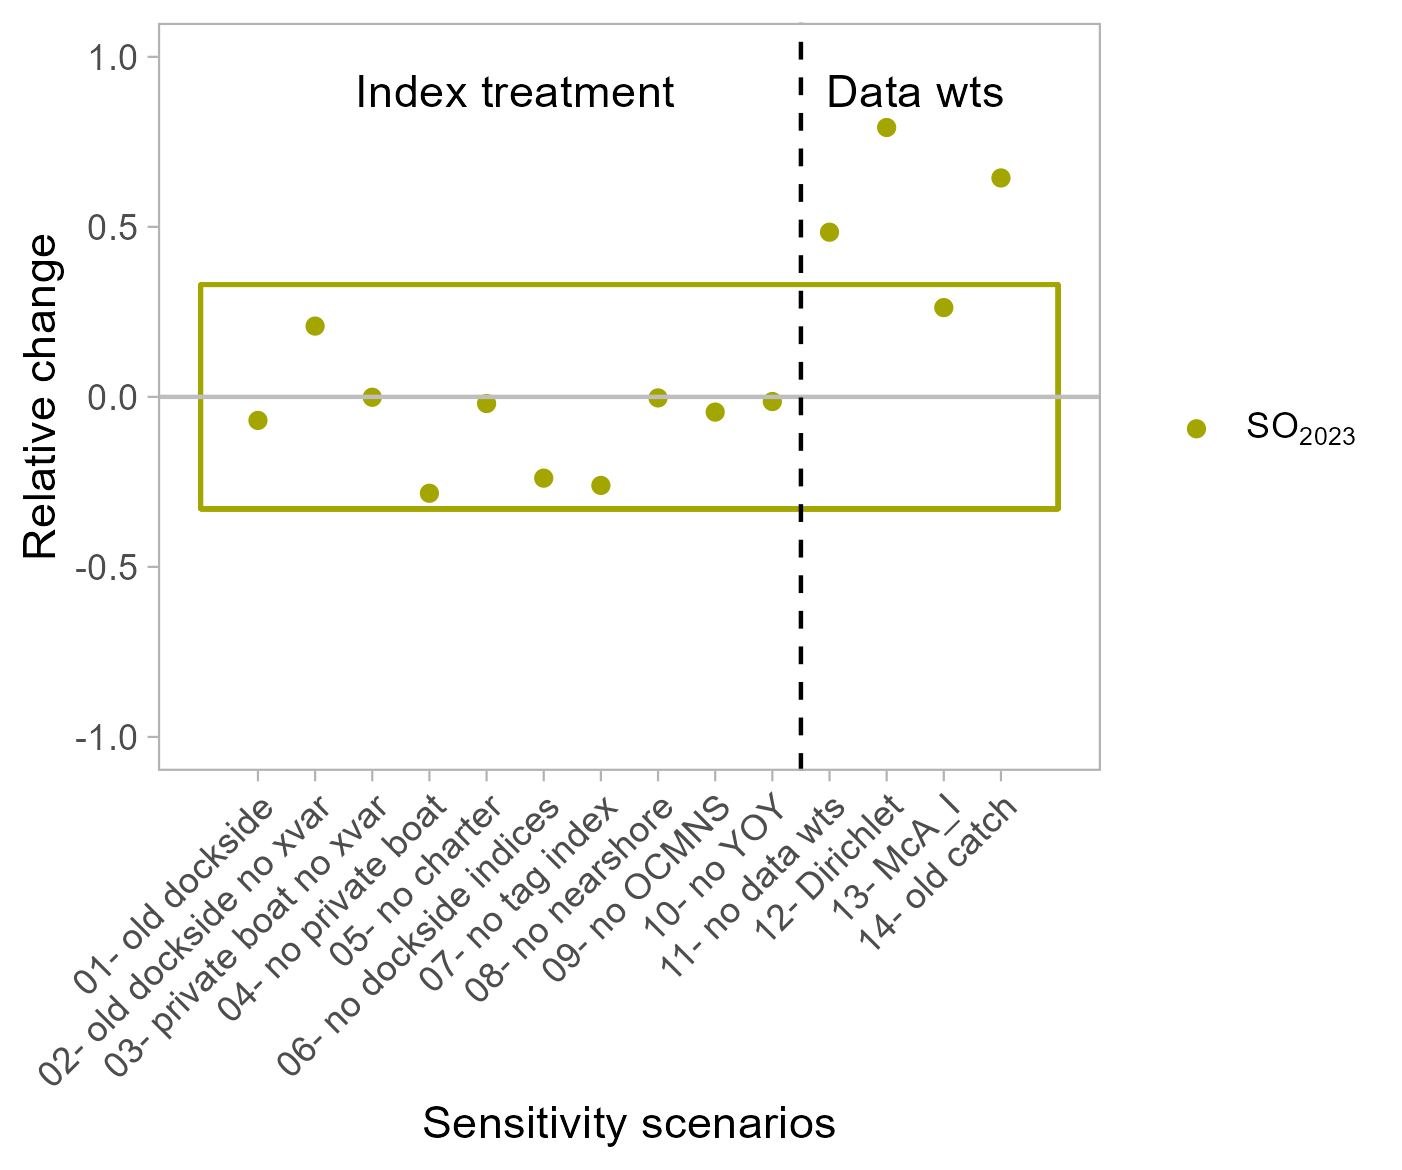 Index treatment
Data wts
Relative change
1.0
0.5
0.0
-0.5
-1.0
SO2023
01- old dockside
02- old dockside no xvar
03- private boat no xvar
04- no private boat
05- no charter
06- no dockside indices
07- no tag index
08- no nearshore
09- no OCMNS
10- no YOY
11- no data wts
12- Dirichlet
13- McA_I
14- old catch
Sensitivity scenarios